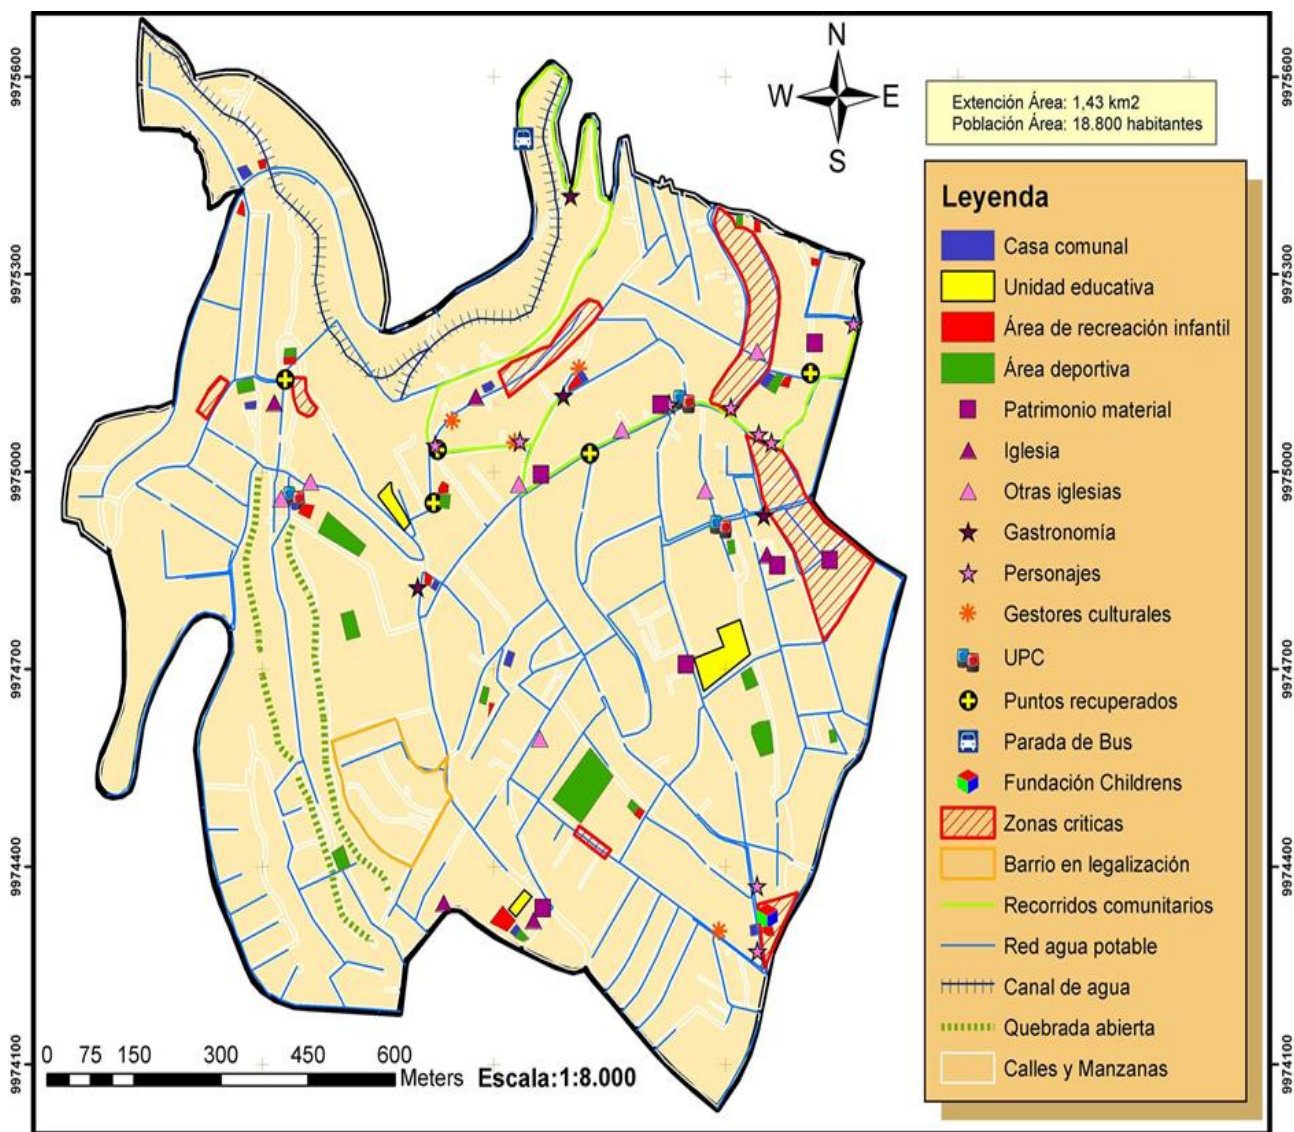 N
W E
S
9975600
9975300
9975000
9974700
9974400
9974100
9975600
9975300
9975000
9974700
9974400
9974100
Extención Área: 1,43 km2
Población Área: 18.800 habitantes
Leyenda
Casa comunal
Unidad educativa
Área de recreación infantil
Área deportiva
Patrimonio material
Iglesia
Otras iglesias
Gastronomía
Personajes
Gestores culturales
UPC
Puntos recuperados
Parada de Bus
Fundación Childrens
Zonas criticas
Barrio en legalización
Recorridos comunitarios
Red agua potable
Canal de agua
Quebrada abierta
Calles y Manzanas
0 75 150 300 450 600
Meters Escala:1:8.000